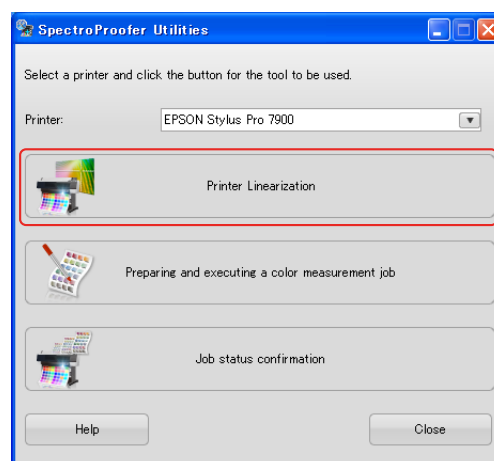 SpectroProofer Utilities
Select a printer and click the button for the tool to be used.
Printer: EPSON Stylus Pro 7900
Printer Linearization
Preparing and executing a color measurement job
Job status confirmation
Help Close